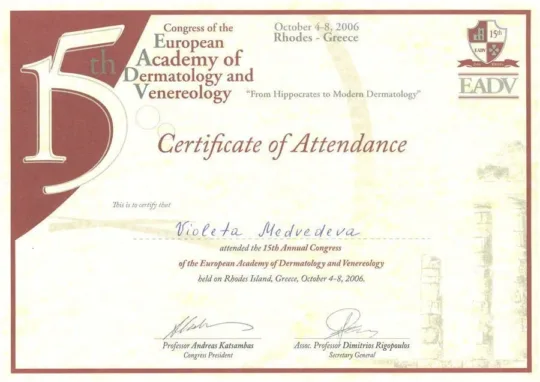 15th
Congress of the
European
Academy of
Dermatology and
Venereology
October 4-8, 2006
Rhodes - Greece
"From Hippocrates to Modern Dermatology"
15th
EADV
EADV
Certificate of Attendance
This is to certify that
Violeta Medvedeva
attended the 15th Annual Congress
of the European Academy of Dermatology and Venereology
held on Rhodes Island, Greece, October 4-8, 2006.
Professor Andreas Katsambas
Congress President
Assoc. Professor Dimitrios Rigopoulos
Secretary General